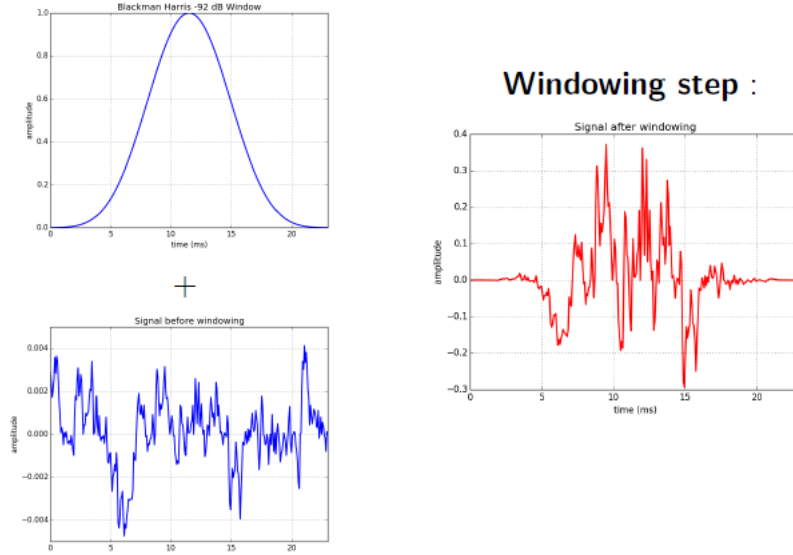 Blackman Harris -92 dB Window
1.0
0.8
0.6
0.4
0.2
0.0
amplitude
0 5 10 15 20
time (ms)
+
Signal before windowing
0.004
0.002
0.000
−0.002
−0.004
amplitude
0 5 10 15 20
time (ms)
Windowing step :
Signal after windowing
0.4
0.3
0.2
0.1
0.0
−0.1
−0.2
−0.3
amplitude
0 5 10 15 20
time (ms)